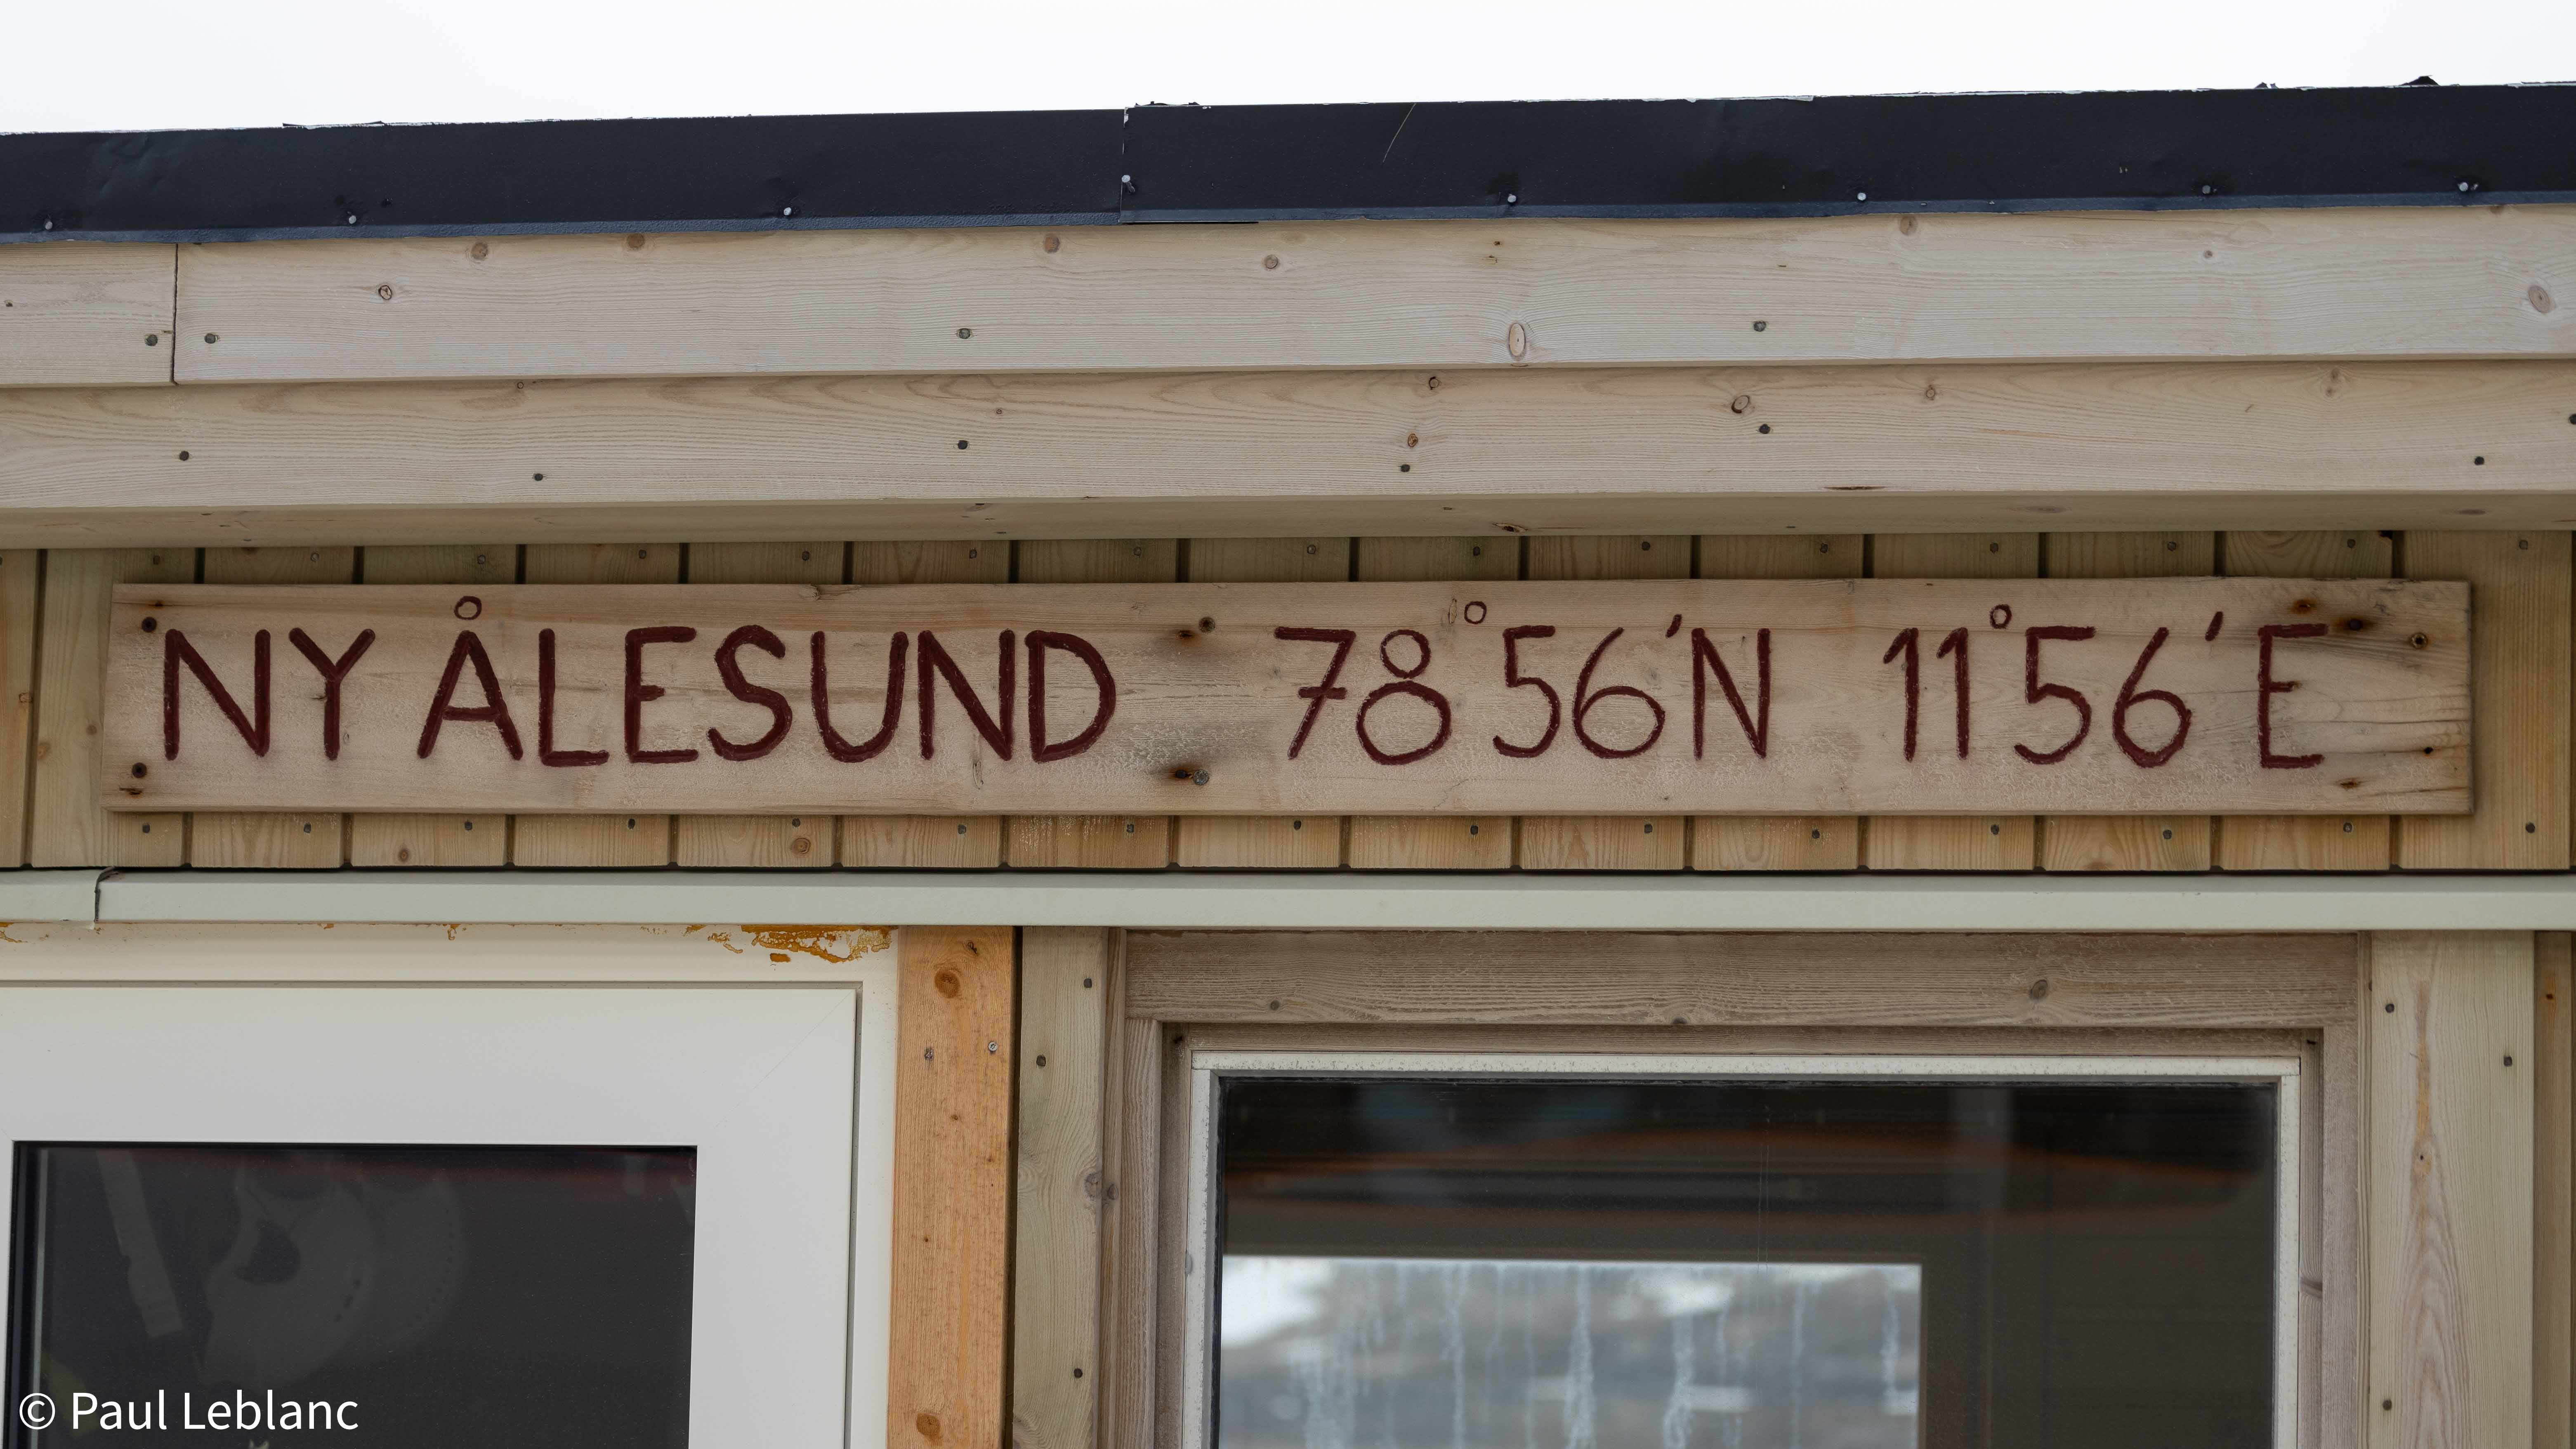 NY ÅLESUND 78°56'N 11°56'E
© Paul Leblanc